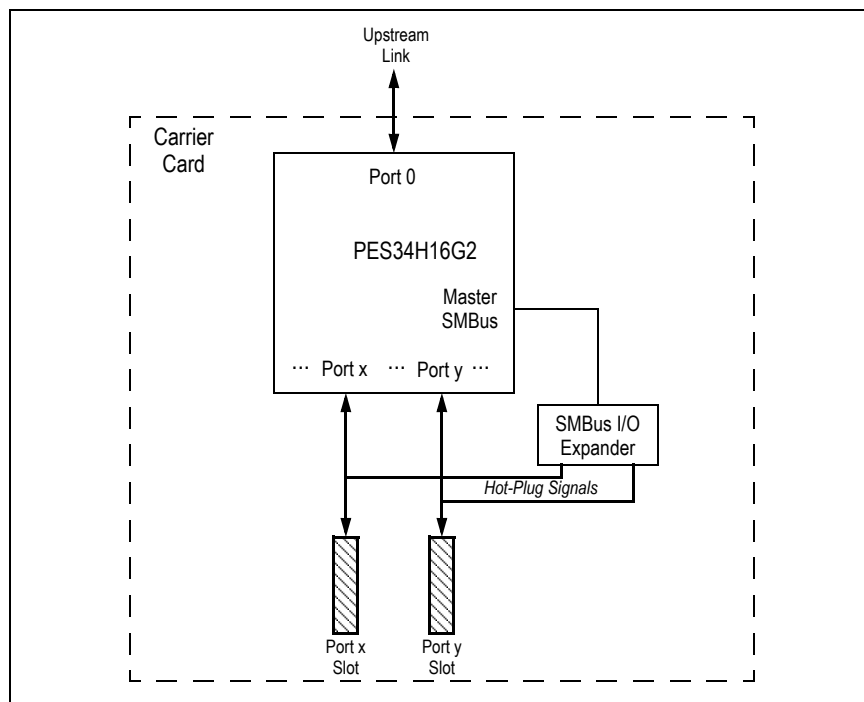 Upstream
Link
Carrier
Card
Port 0
PES34H16G2
Master
SMBus
... Port x ... Port y ...
SMBus I/O
Expander
Hot-Plug Signals
Port x
Slot
Port y
Slot